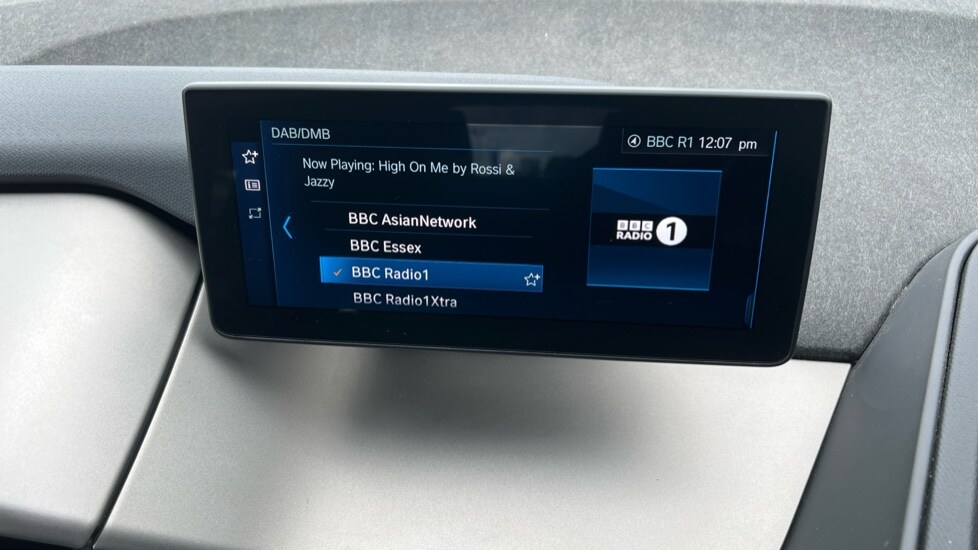 DAB/DMB
BBC R1 12:07 pm
Now Playing: High On Me by Rossi &
Jazzy
BBC AsianNetwork
BBC Essex
BBC Radio1
BBC Radio1Xtra
BBC
RADIO 1